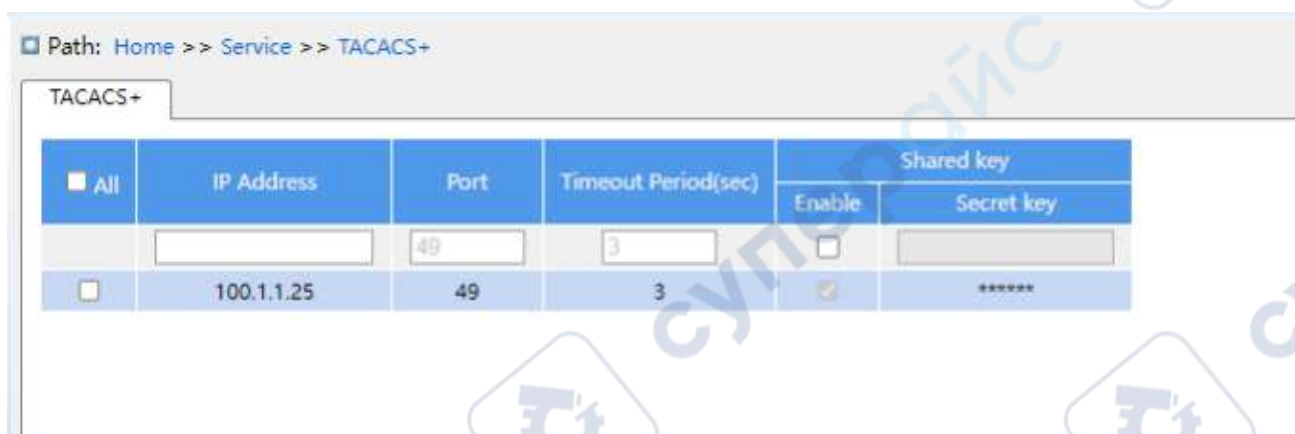 Path: Home >> Service >> TACACS+
TACACS+
All IP Address Port Timeout Period(sec) Shared key
Enable Secret key
49 3
100.1.1.25 49 3 ******
суперайс